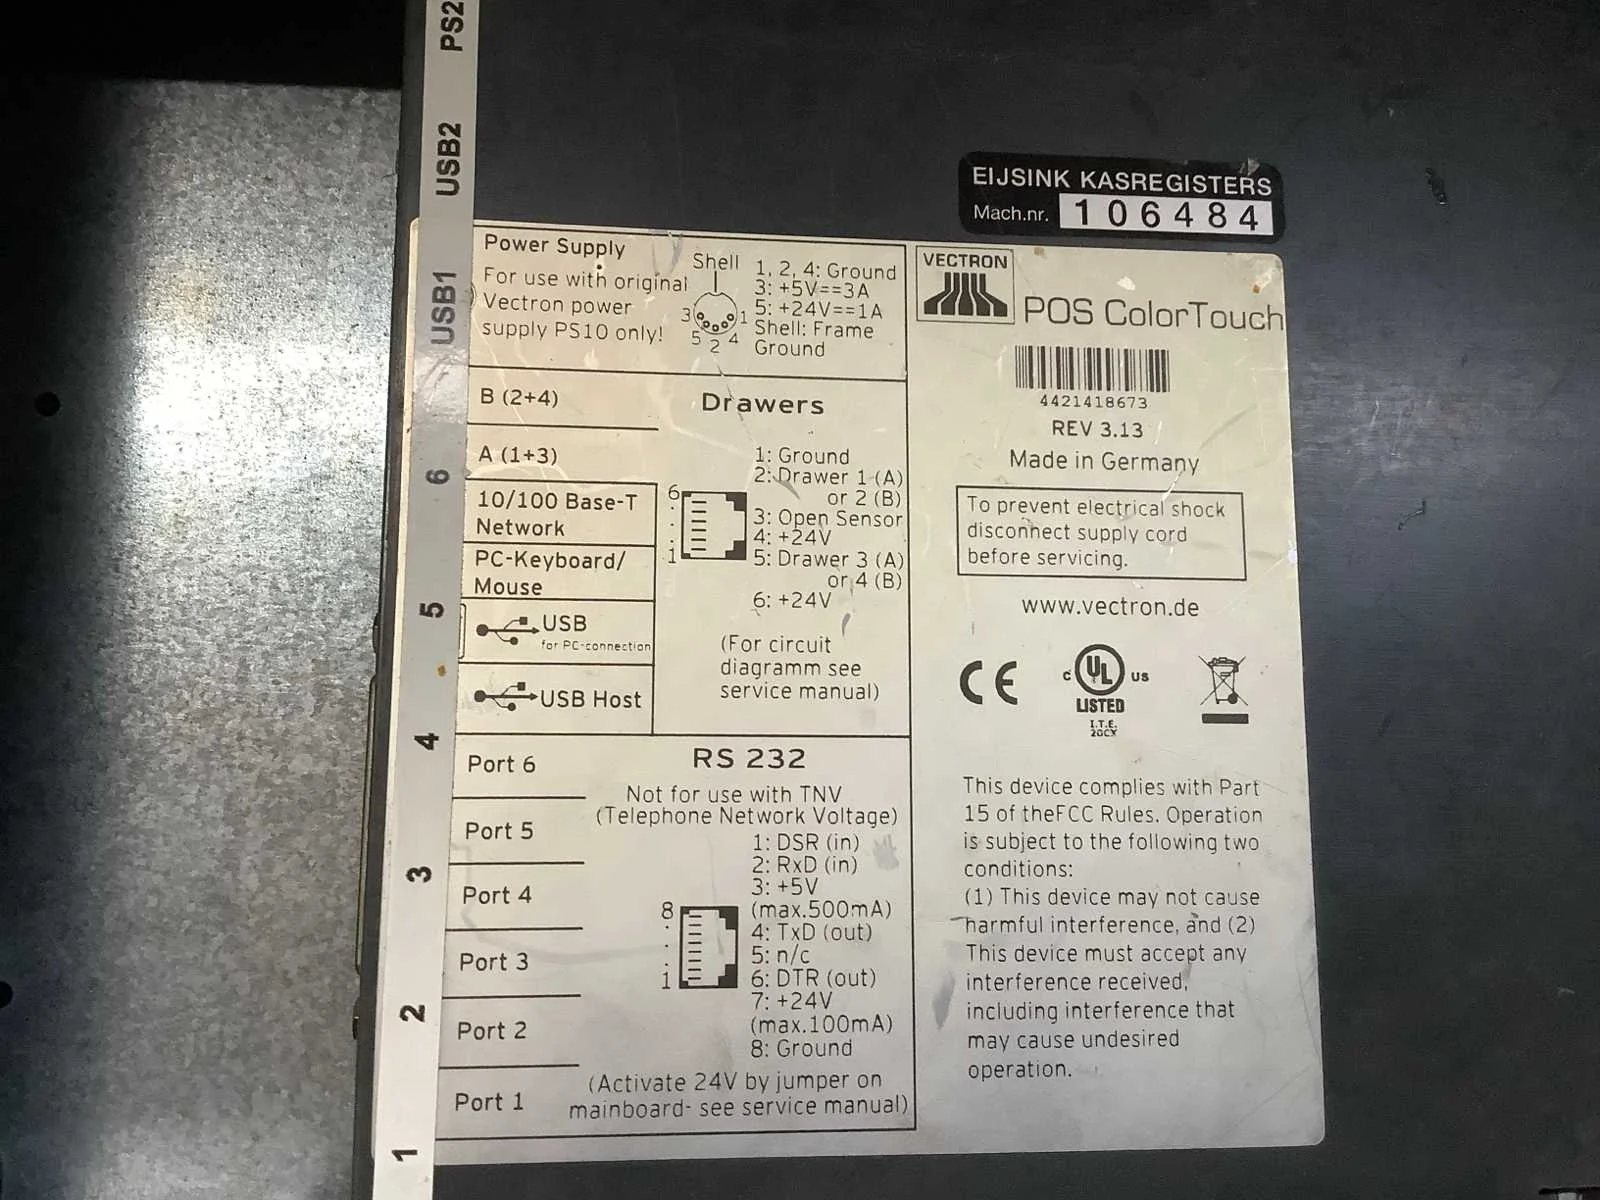 PS2
USB2
USB1
6
5
4
3
2
1
EIJSINK KASREGISTERS
Mach.nr. 106484
Power Supply
For use with original
Vectron power
supply PS10 only!
Shell
3
1
5
2
4
1, 2, 4: Ground
3: +5V==3A
5: +24V==1A
Shell: Frame
Ground
B (2+4)
A (1+3)
Drawers
10/100 Base-T
Network
PC-Keyboard/
Mouse
USB
for PC-connection
USB Host
6
1
1: Ground
2: Drawer 1 (A)
or 2 (B)
3: Open Sensor
4: +24V
5: Drawer 3 (A)
or 4 (B)
6: +24V
(For circuit
diagramm see
service manual)
Port 6
Port 5
Port 4
Port 3
Port 2
Port 1
RS 232
Not for use with TNV
(Telephone Network Voltage)
8
1
1: DSR (in)
2: RxD (in)
3: +5V
(max.500mA)
4: TxD (out)
5: n/c
6: DTR (out)
7: +24V
(max.100mA)
8: Ground
(Activate 24V by jumper on
mainboard- see service manual)
VECTRON
POS ColorTouch
4421418673
REV 3.13
Made in Germany
To prevent electrical shock
disconnect supply cord
before servicing.
www.vectron.de
CE
C UL US
LISTED
I.T.E.
20CX
This device complies with Part
15 of theFCC Rules. Operation
is subject to the following two
conditions:
(1) This device may not cause
harmful interference, and (2)
This device must accept any
interference received,
including interference that
may cause undesired
operation.